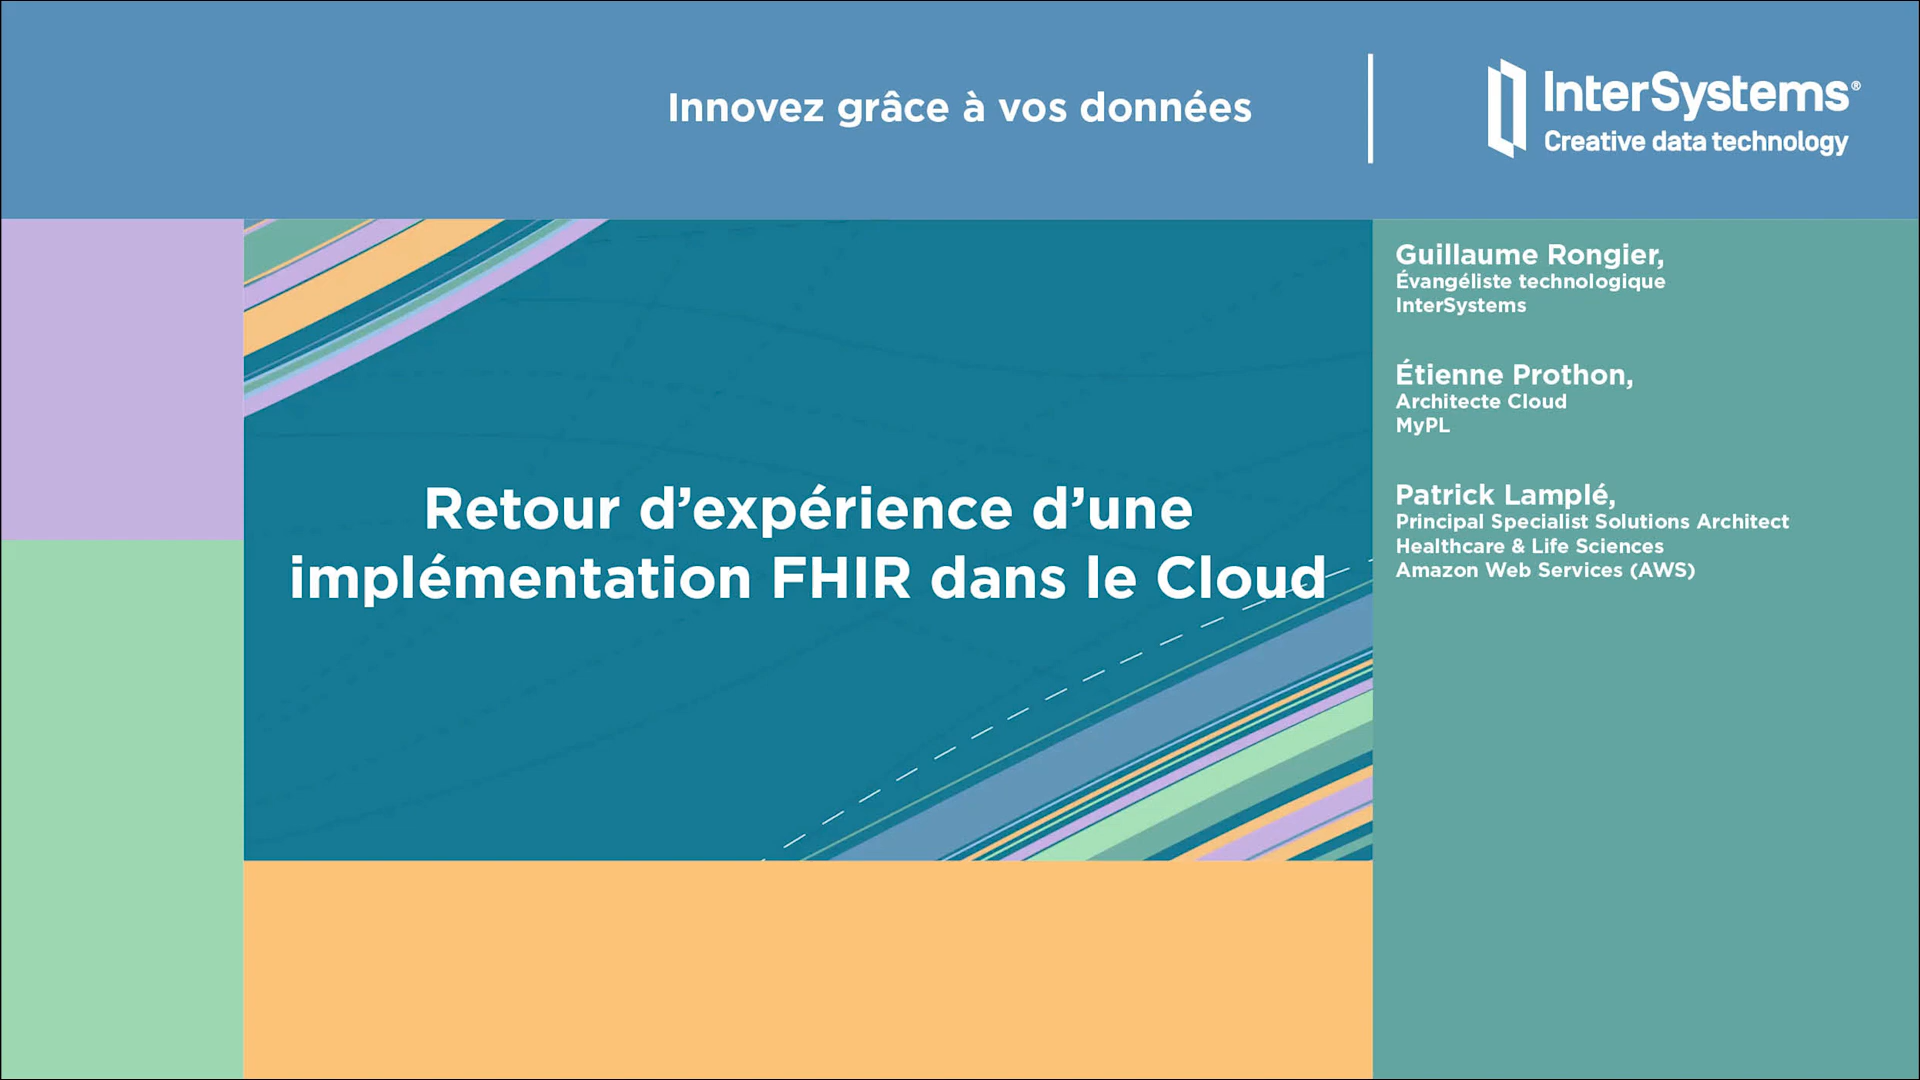 Innovez grâce à vos données
InterSystems®
Creative data technology
Retour d’expérience d’une
implémentation FHIR dans le Cloud
Guillaume Rongier,
Évangéliste technologique
InterSystems
Étienne Prothon,
Architecte Cloud
MyPL
Patrick Lamplé,
Principal Specialist Solutions Architect
Healthcare & Life Sciences
Amazon Web Services (AWS)